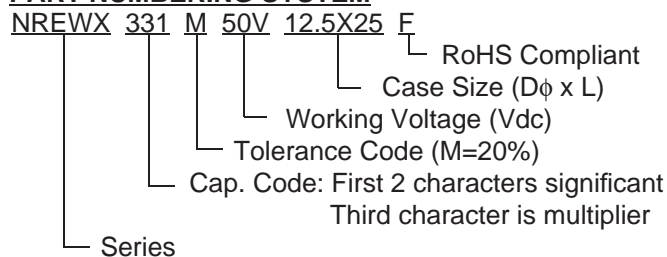 PART NUMBERING SYSTEM
NREWX 331 M 50V 12.5X25 F
RoHS Compliant
Case Size (Dϕ x L)
Working Voltage (Vdc)
Tolerance Code (M=20%)
Cap. Code: First 2 characters significant
Third character is multiplier
Series